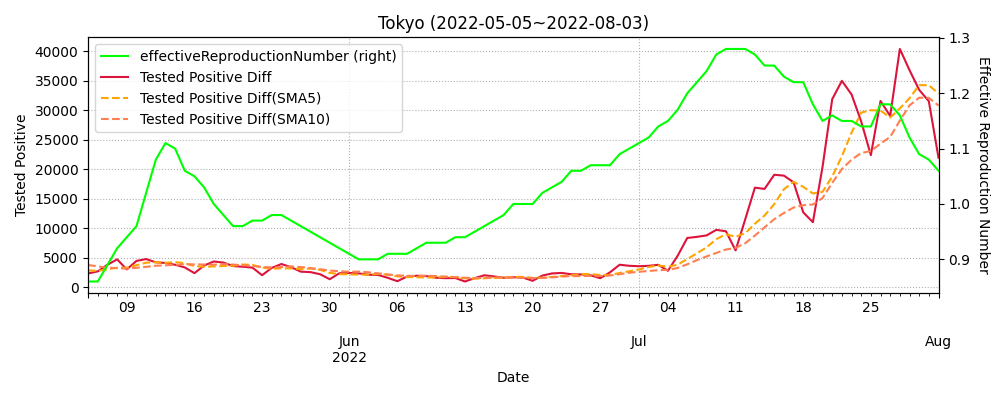 Tokyo (2022-05-05~2022-08-03)
effectiveReproductionNumber (right)
Tested Positive Diff
Tested Positive Diff(SMA5)
Tested Positive Diff(SMA10)
Tested Positive
40000
35000
30000
25000
20000
15000
10000
5000
0
Effective Reproduction Number
1.3
1.2
1.1
1.0
0.9
09 16 23 30 06 13 20 27 04 11 18 25
Jun Jul Aug
2022
Date